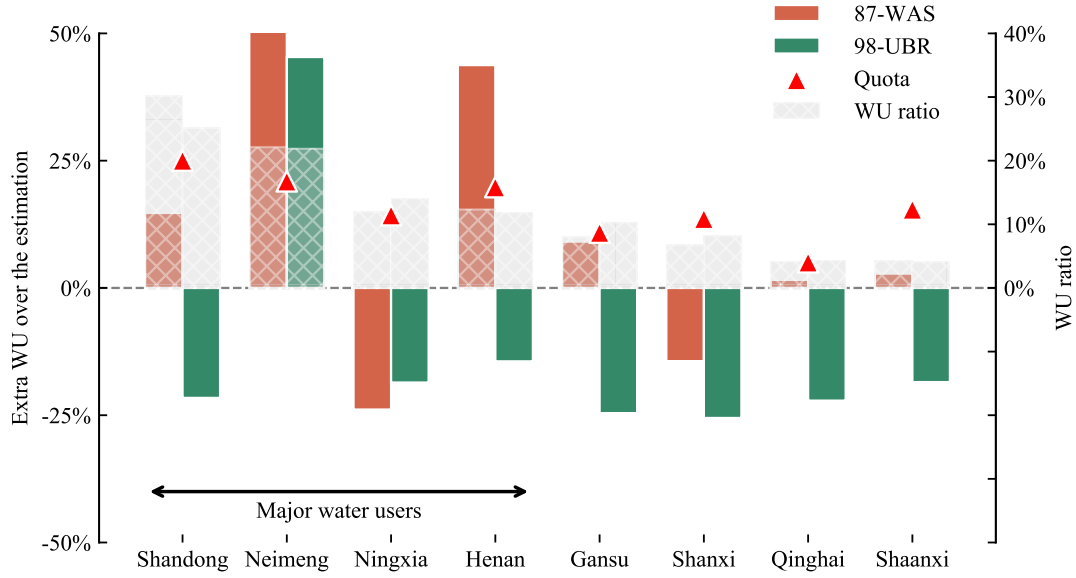 87-WAS
98-UBR
Quota
WU ratio
50%
25%
0%
-25%
-50%
Extra WU over the estimation
40%
30%
20%
10%
0%
WU ratio
Major water users
Shandong Neimeng Ningxia Henan Gansu Shanxi Qinghai Shaanxi